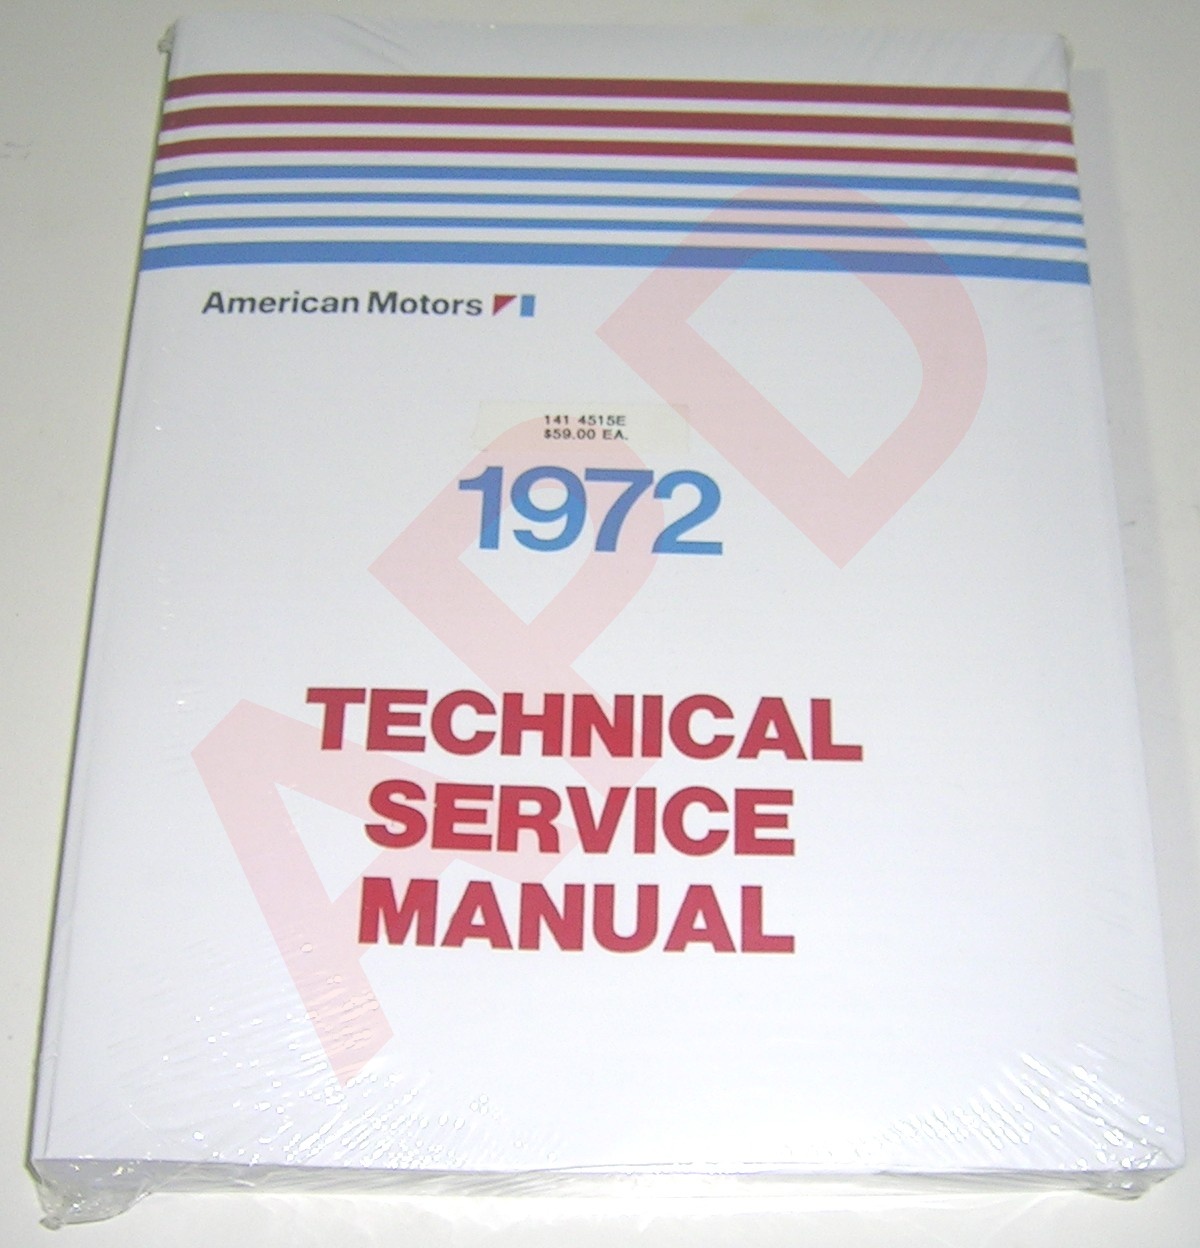 American Motors
141 4515E
$59.00 EA.
1972
TECHNICAL
SERVICE
MANUAL
APD